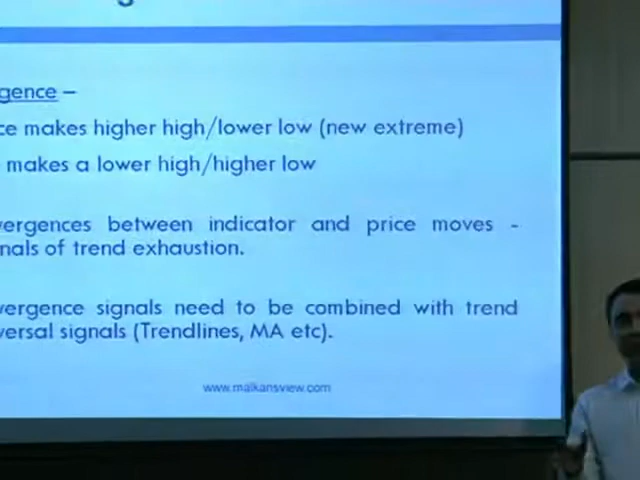 gence –
ce makes higher high/lower low (new extreme)
makes a lower high/higher low
vergences between indicator and price moves -
nals of trend exhaustion.
vergence signals need to be combined with trend
versal signals (Trendlines, MA etc).
www.malkansview.com